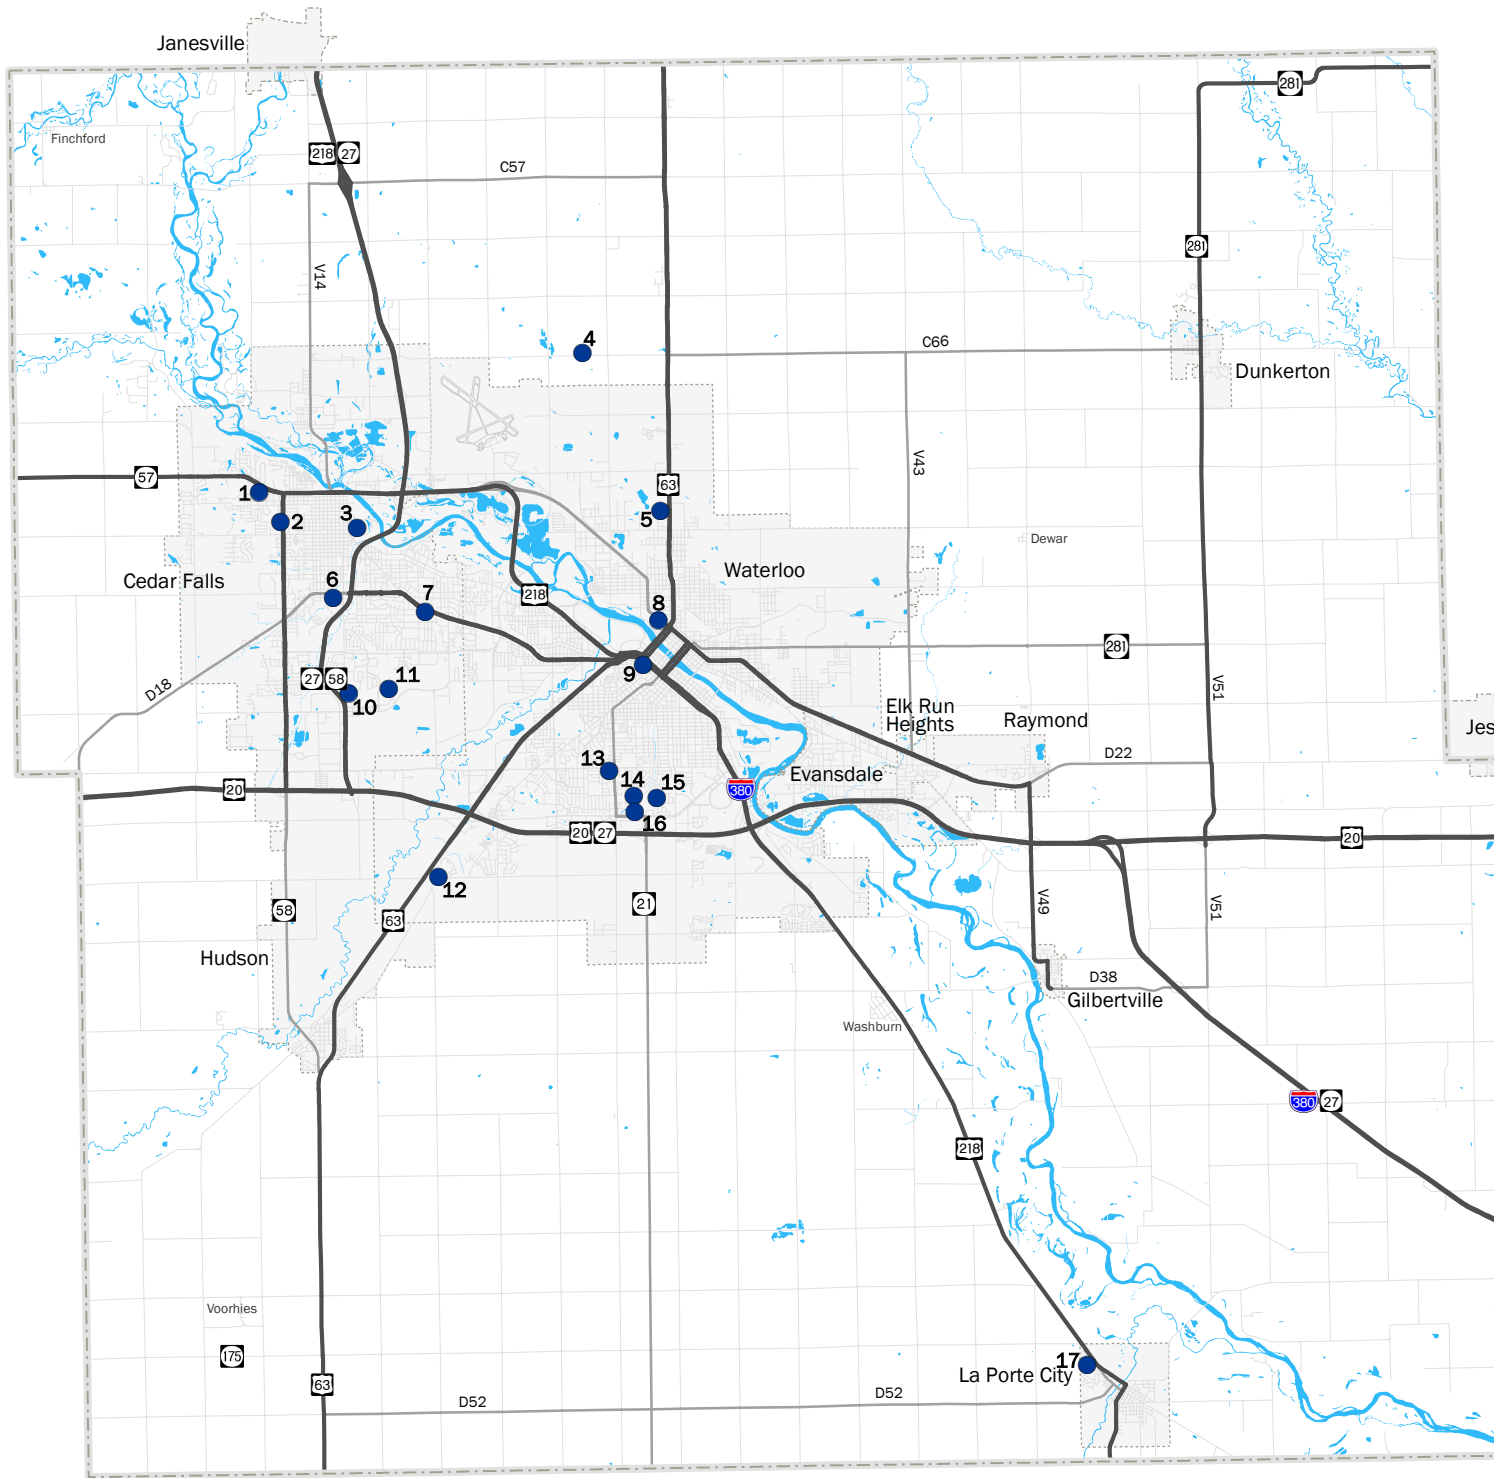 Janesville
281
Finchford
218 27
C57
281
V14
4
C66
Dunkerton
57
1
2
3
5
63
V43
Dewar
Cedar Falls
6
7
218
Waterloo
8
281
9
D18
27 58
11
10
V51
Elk Run
Heights
Raymond
Jes
D22
13
14
15
16
Evansdale
380
20
20 27
20
12
58
63
21
V49
V51
Hudson
D38
Gilbertville
Washburn
380 27
218
Voorhies
175
63
17
La Porte City
D52
D52